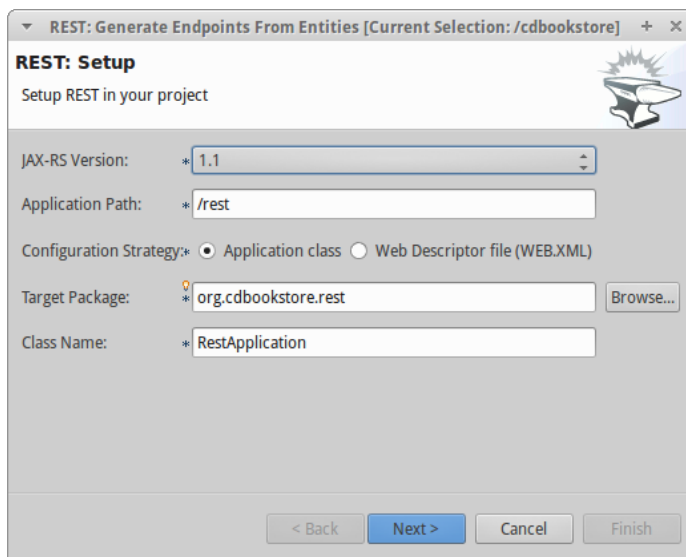 REST: Generate Endpoints From Entities [Current Selection: /cdbookstore]
REST: Setup
Setup REST in your project
JAX-RS Version: * 1.1
Application Path: * /rest
Configuration Strategy:* Application class Web Descriptor file (WEB.XML)
Target Package: * org.cdbookstore.rest Browse...
Class Name: * RestApplication
< Back Next > Cancel Finish